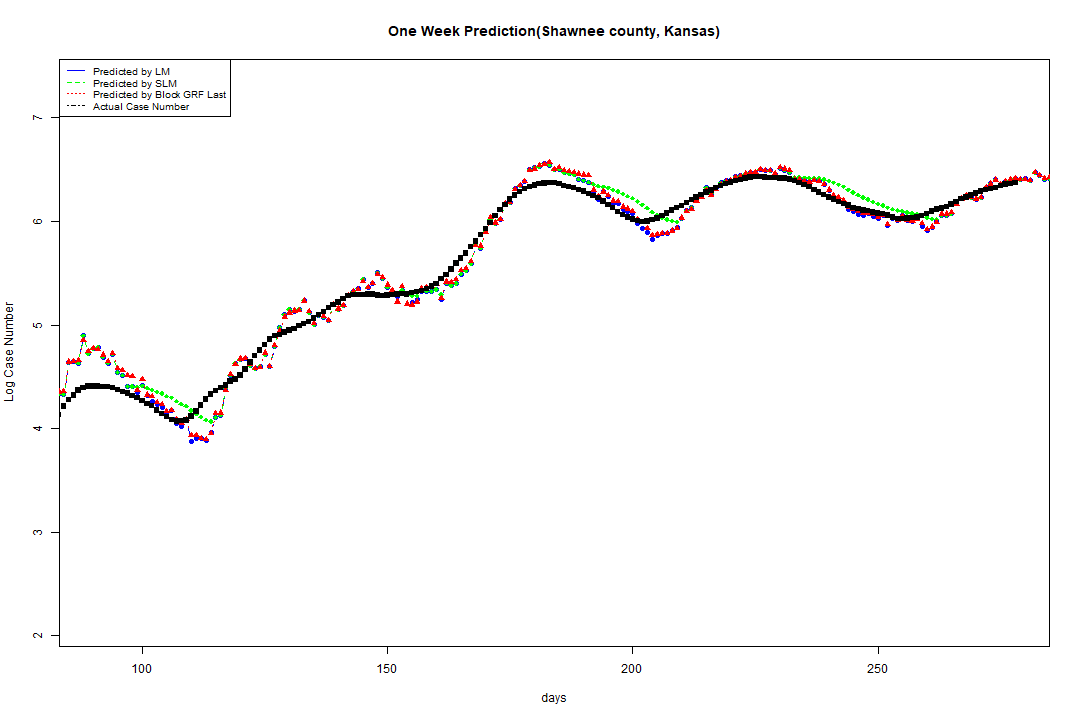 One Week Prediction(Shawnee county, Kansas)
Predicted by LM
Predicted by SLM
Predicted by Block GRF Last
Actual Case Number
Log Case Number
7
6
5
4
3
2
100 150 200 250
days